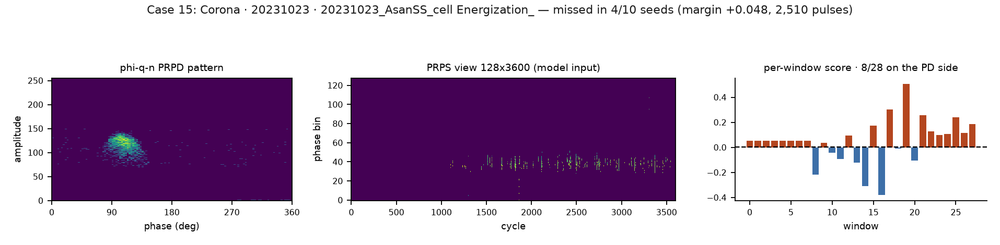 Case 15: Corona · 20231023 · 20231023_AsanSS_cell Energization_ — missed in 4/10 seeds (margin +0.048, 2,510 pulses)
phi-q-n PRPD pattern
250
200
150
100
50
0
amplitude
0 90 180 270 360
phase (deg)
PRPS view 128x3600 (model input)
120
100
80
60
40
20
0
phase bin
0 500 1000 1500 2000 2500 3000 3500
cycle
per-window score · 8/28 on the PD side
0.4
0.2
0.0
−0.2
−0.4
0 5 10 15 20 25
window